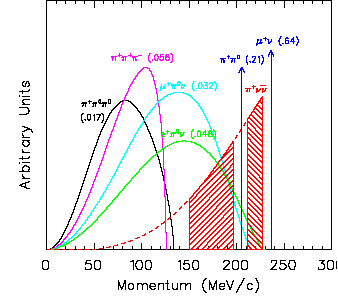 μ⁺ν (.64)
π⁺π⁺π⁻ (.056)
π⁺π⁰ (.21)
μ⁺π⁰ν (.032)
π⁺νν̅
π⁺π⁰π⁰
(.017)
e⁺π⁰ν (.048)
Arbitrary Units
0 50 100 150 200 250 300
Momentum (MeV/c)